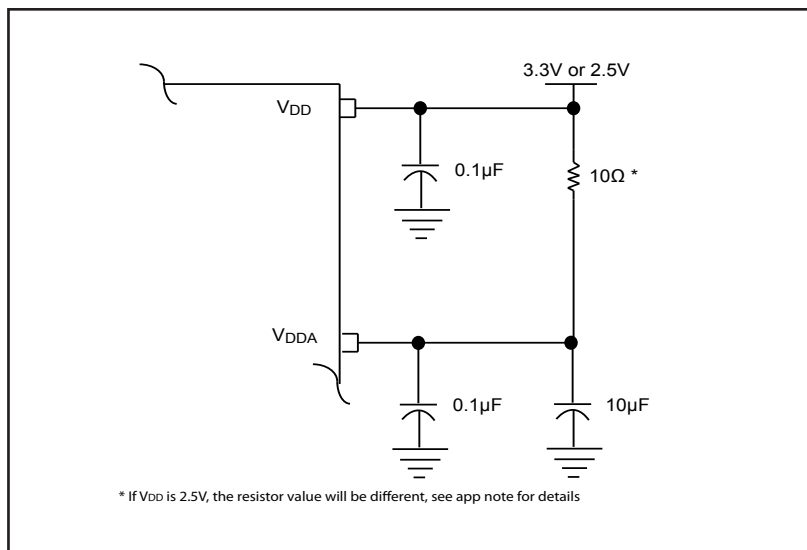 3.3V or 2.5V
VDD
0.1µF
10Ω *
VDDA
0.1µF
10µF
* If VDD is 2.5V, the resistor value will be different, see app note for details